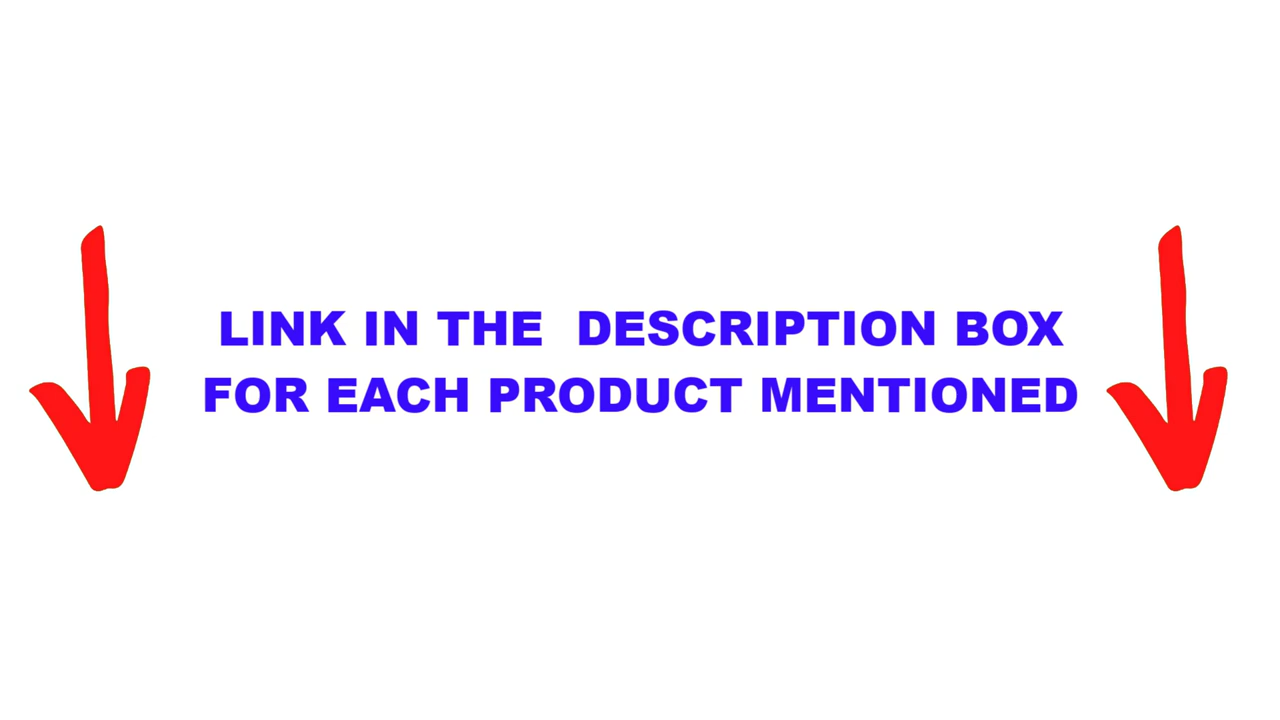 LINK IN THE  DESCRIPTION BOX
FOR EACH PRODUCT MENTIONED